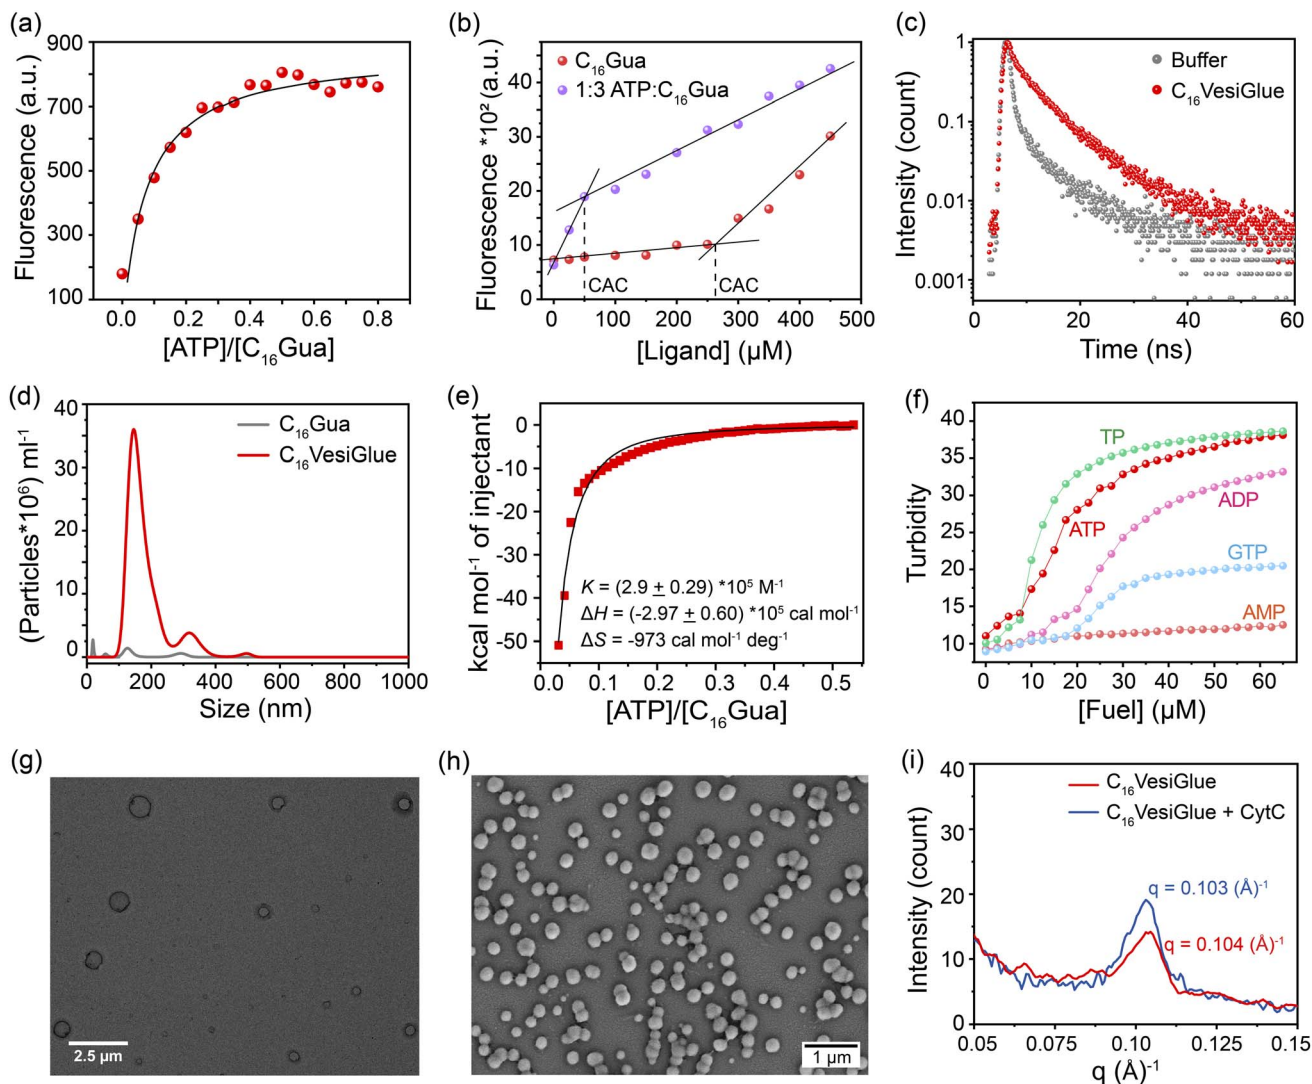 (a)
900
700
500
300
100
Fluorescence (a.u.)
0.0 0.2 0.4 0.6 0.8
[ATP]/[C₁₆Gua]
(b)
C₁₆Gua
1:3 ATP:C₁₆Gua
40
30
20
10
0
Fluorescence *10² (a.u.)
CAC CAC
0 100 200 300 400 500
[Ligand] (µM)
(c)
Buffer
C₁₆VesiGlue
1
0.1
0.01
0.001
Intensity (count)
20 40 60
Time (ns)
(d)
C₁₆Gua
C₁₆VesiGlue
40
30
20
10
0
(Particles*10⁶) ml⁻¹
0 200 400 600 800 1000
Size (nm)
(e)
0
-10
-20
-30
-40
-50
kcal mol⁻¹ of injectant
K = (2.9 ± 0.29) *10⁵ M⁻¹
ΔH = (-2.97 ± 0.60) *10⁵ cal mol⁻¹
ΔS = -973 cal mol⁻¹ deg⁻¹
0.0 0.1 0.2 0.3 0.4 0.5
[ATP]/[C₁₆Gua]
(f)
40
35
30
25
20
15
10
Turbidity
TP
ATP
ADP
GTP
AMP
0 10 20 30 40 50 60
[Fuel] (µM)
(g)
2.5 µm
(h)
1 µm
(i)
C₁₆VesiGlue
C₁₆VesiGlue + CytC
40
30
20
10
0
Intensity (count)
q = 0.103 (Å)⁻¹
q = 0.104 (Å)⁻¹
0.05 0.075 0.10 0.125 0.15
q (Å)⁻¹